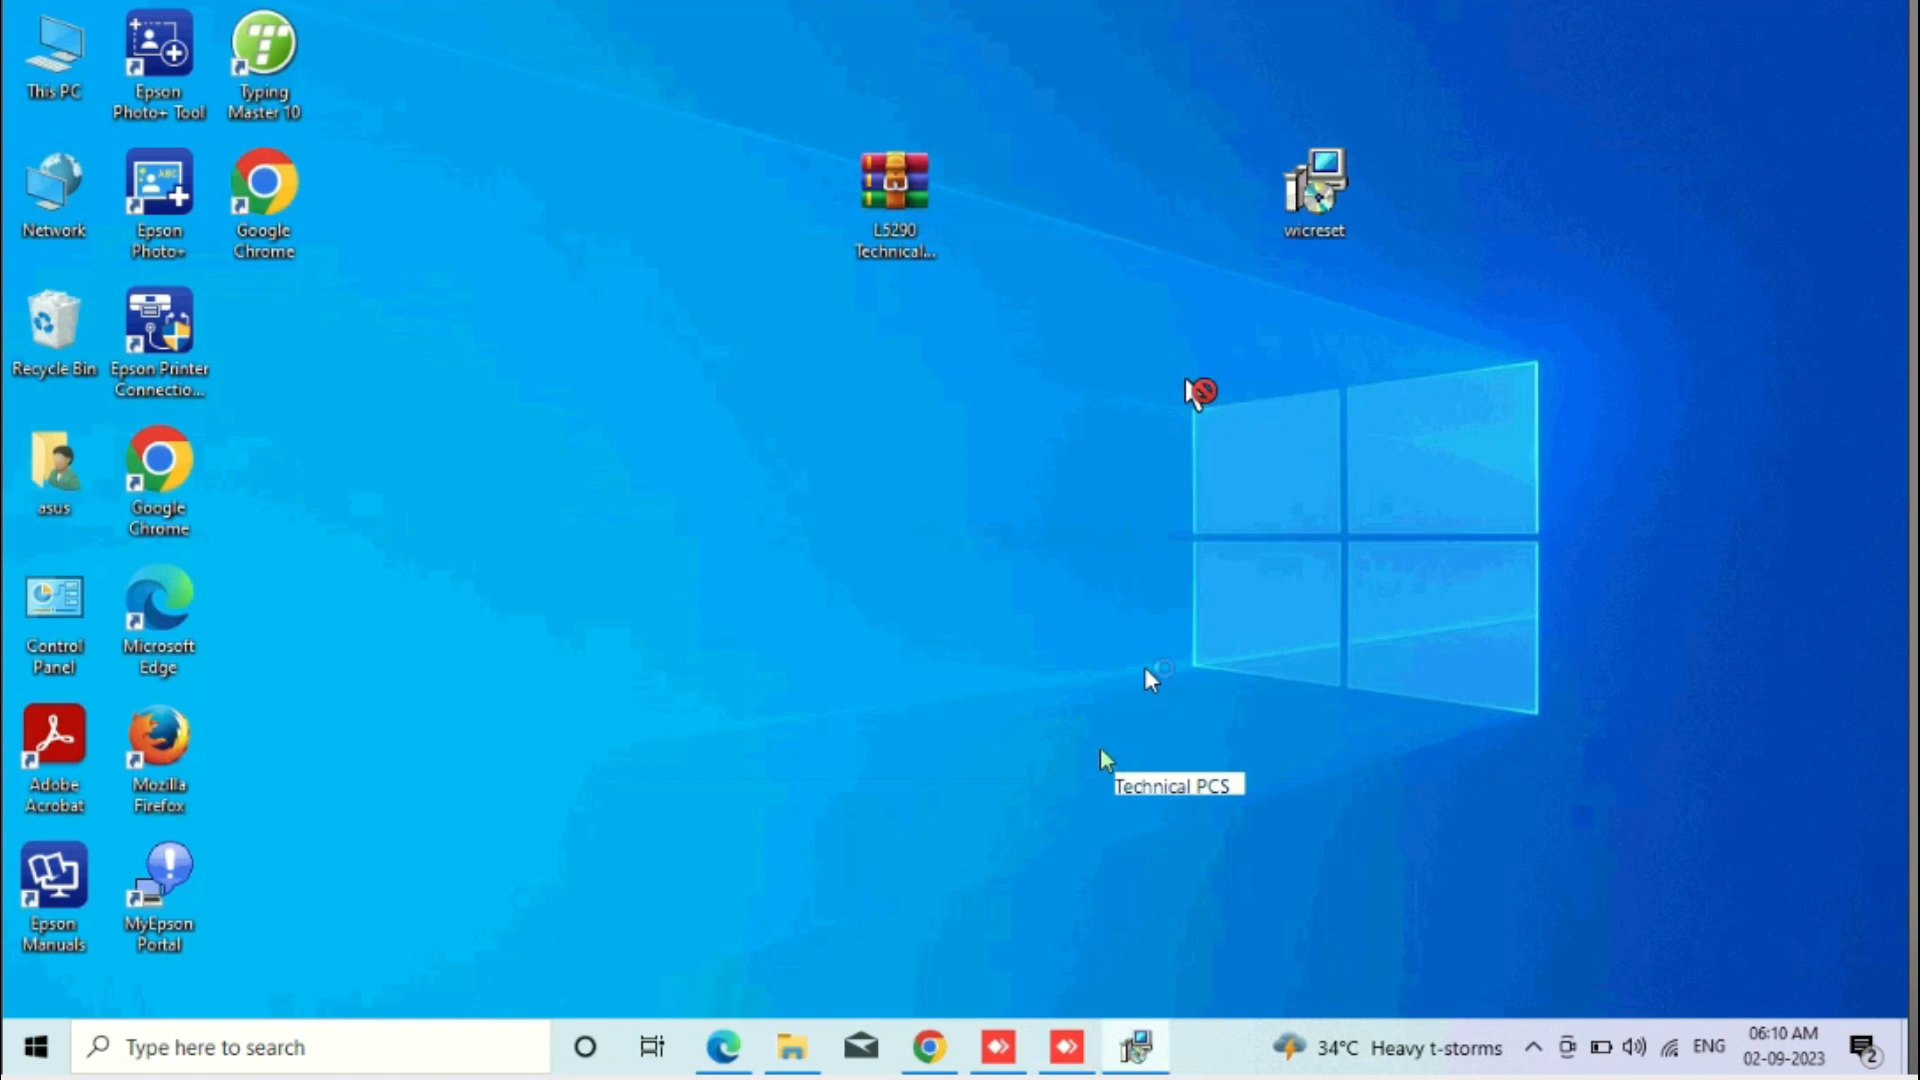 This PC
Epson
Photo+ Tool
Typing
Master 10
Network
Epson
Photo+
Google
Chrome
L5290
Technical...
wicreset
Recycle Bin
Epson Printer
Connectio...
asus
Google
Chrome
Control
Panel
Microsoft
Edge
Technical PCS
Adobe
Acrobat
Mozilla
Firefox
Epson
Manuals
MyEpson
Portal
Type here to search
34°C Heavy t-storms
ENG
06:10 AM
02-09-2023
2